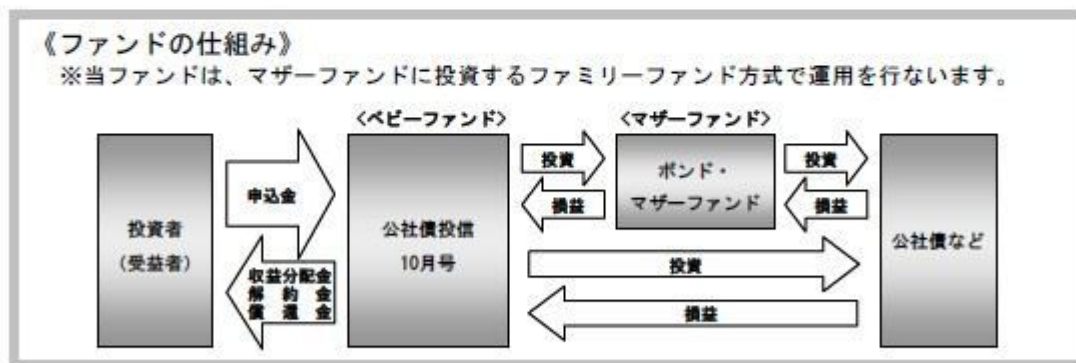 《ファンドの仕組み》
※当ファンドは、マザーファンドに投資するファミリーファンド方式で運用を行ないます。
〈ベビーファンド〉
〈マザーファンド〉
投資者
(受益者)
申込金
収益分配金
解約金
償還金
公社債投信
10月号
投資
損益
ボンド・
マザーファンド
投資
損益
投資
損益
公社債など